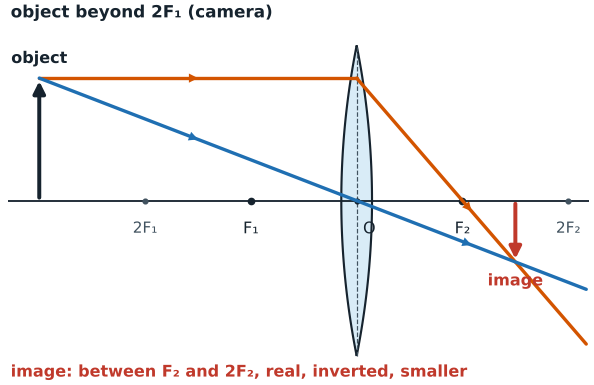 object beyond 2F₁ (camera)
object
2F₁ F₁ O F₂ 2F₂
image
image: between F₂ and 2F₂, real, inverted, smaller